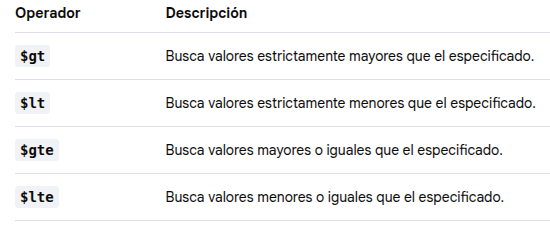 Operador Descripción
$gt Busca valores estrictamente mayores que el especificado.
$lt Busca valores estrictamente menores que el especificado.
$gte Busca valores mayores o iguales que el especificado.
$lte Busca valores menores o iguales que el especificado.